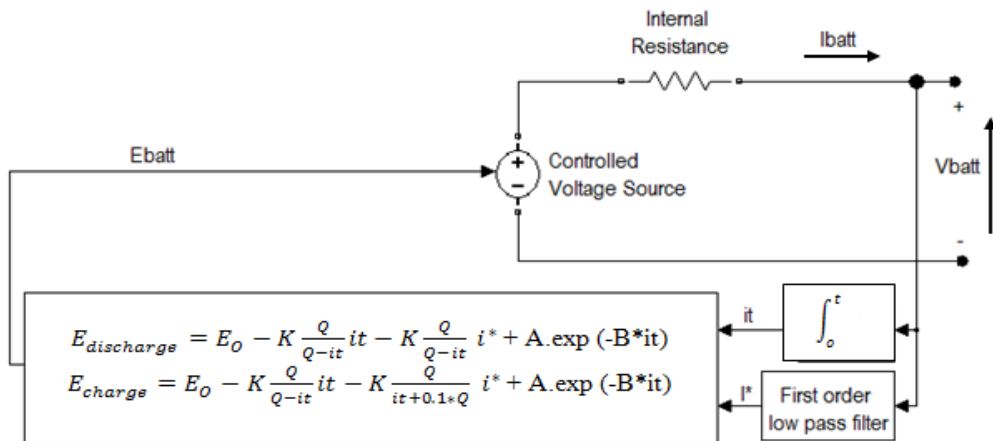 Internal
Resistance
Ibatt
+
Ebatt
+
−
Controlled
Voltage Source
Vbatt
-
E_discharge = E_O − K Q/(Q−it) it − K Q/(Q−it) i* + A.exp (-B*it)
E_charge = E_O − K Q/(Q−it) it − K Q/(it+0.1*Q) i* + A.exp (-B*it)
it
∫_o^t
I*
First order
low pass filter